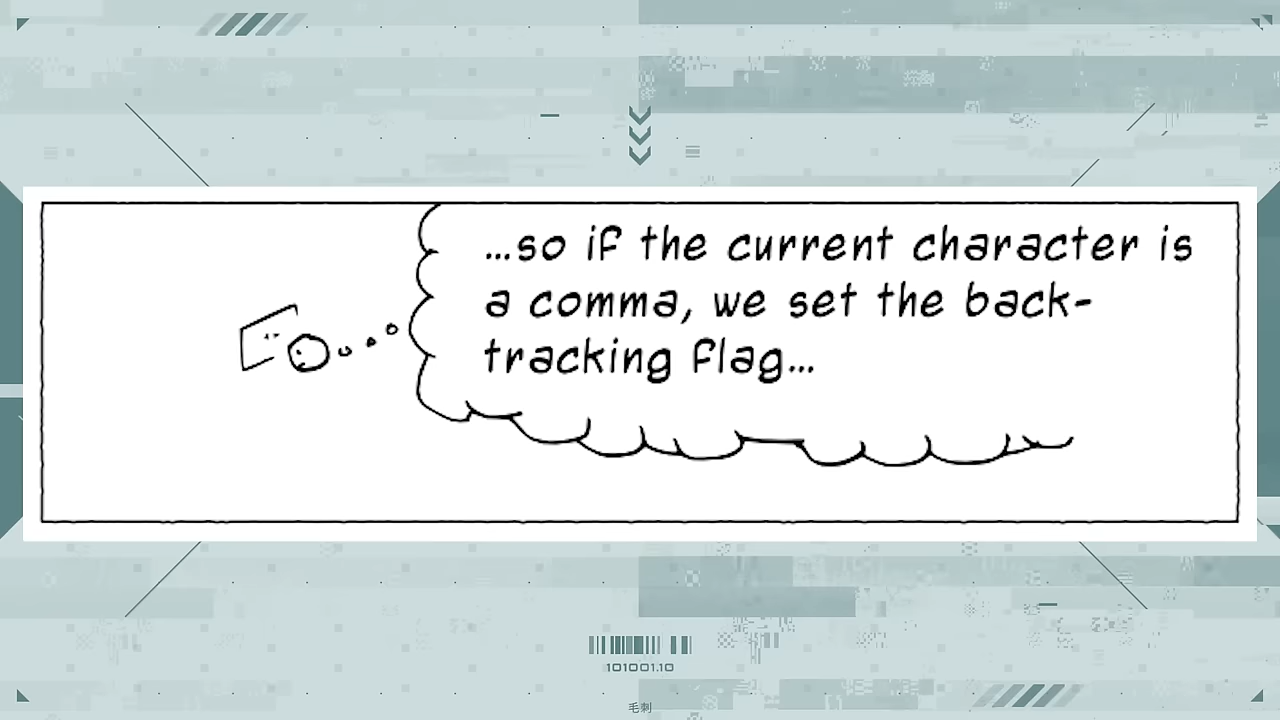 ...so if the current character is
a comma, we set the back-
tracking flag...
101001.10
毛刺